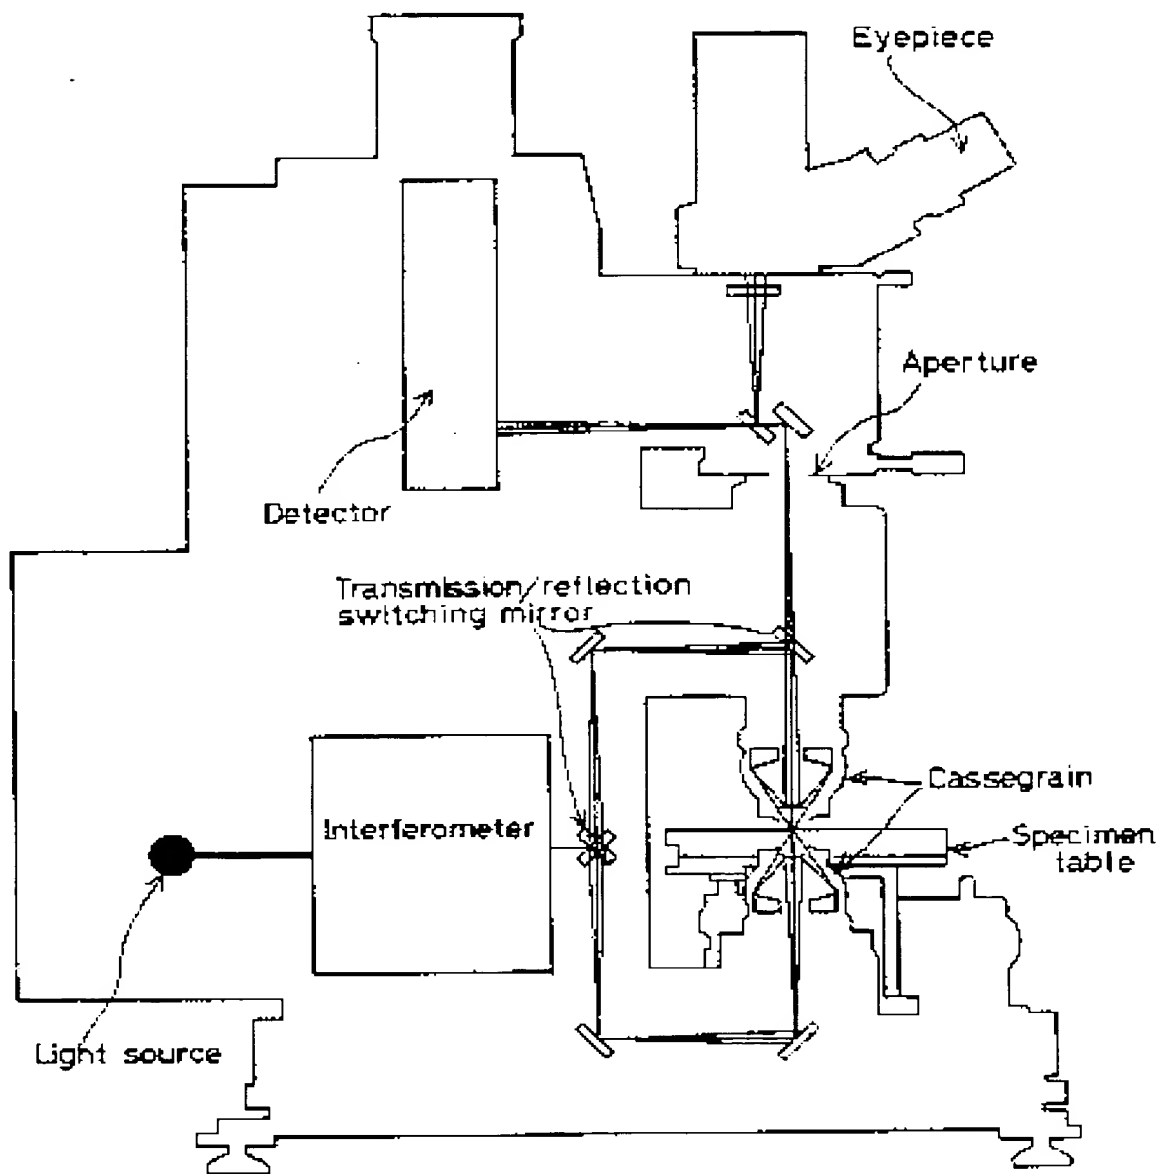 Eyepiece
Aperture
Detector
Transmission/reflection
switching mirror
Cassegrain
Interferometer
Specimen
table
Light source